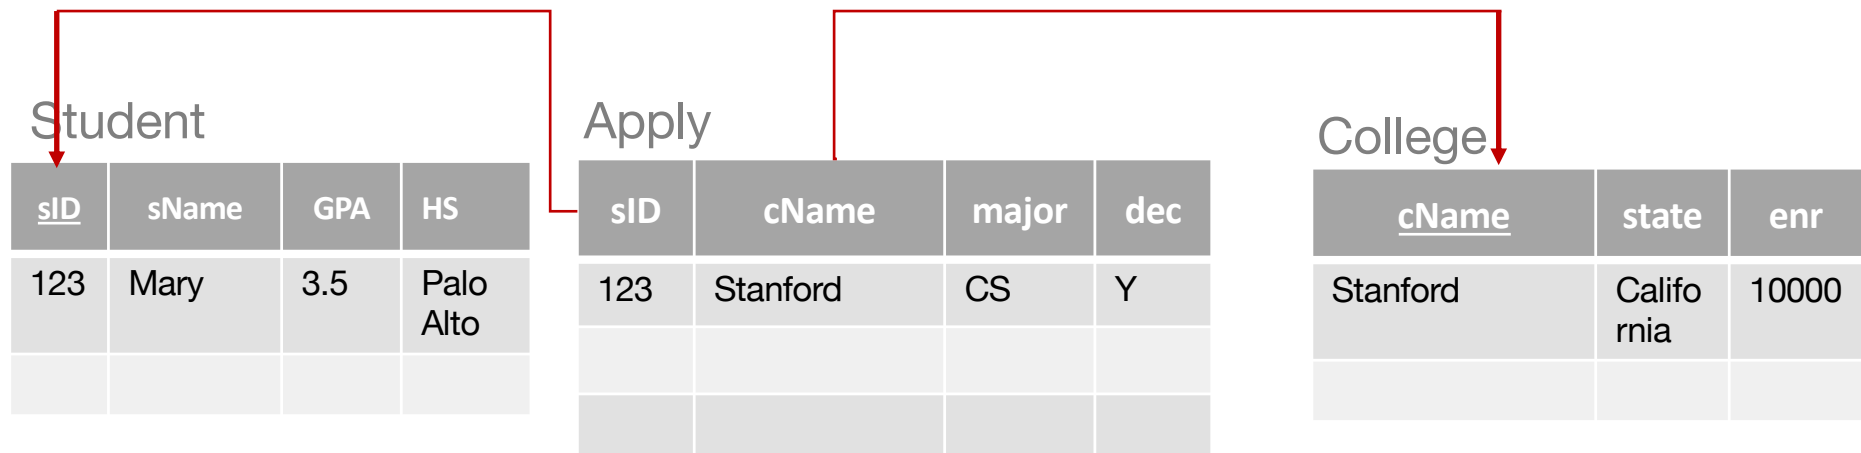 Student
sID sName GPA HS
123 Mary 3.5 Palo
Alto
Apply
sID cName major dec
123 Stanford CS Y
College
cName state enr
Stanford Califo 10000
rnia